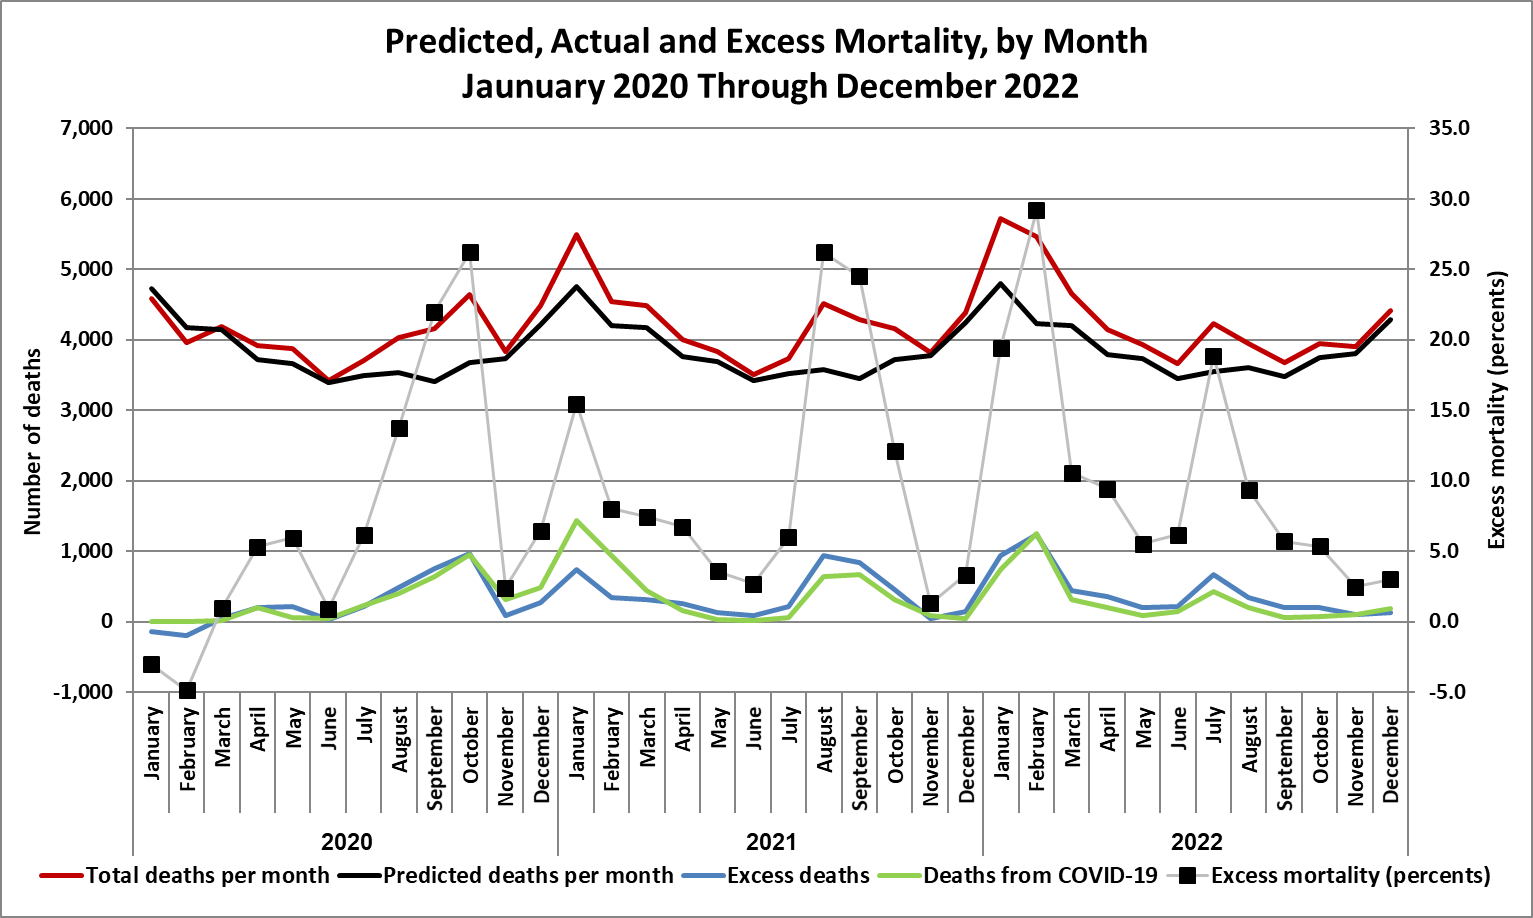 Predicted, Actual and Excess Mortality, by Month
Jaunuary 2020 Through December 2022
7,000
6,000
5,000
4,000
3,000
2,000
1,000
0
-1,000
Number of deaths
35.0
30.0
25.0
20.0
15.0
10.0
5.0
0.0
-5.0
Excess mortality (percents)
January
February
March
April
May
June
July
August
September
October
November
December
January
February
March
April
May
June
July
August
September
October
November
December
January
February
March
April
May
June
July
August
September
October
November
December
2020
2021
2022
Total deaths per month
Predicted deaths per month
Excess deaths
Deaths from COVID-19
Excess mortality (percents)